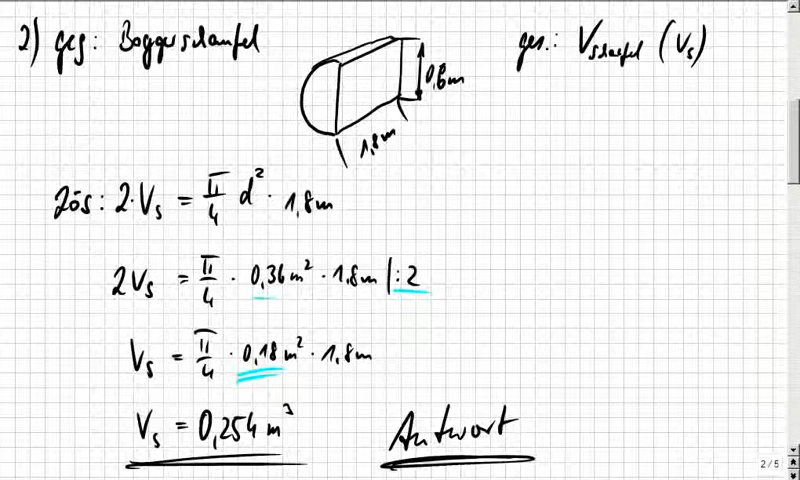 2) geg: Baggerschaufel
ges.: Vschaufel (Vs)
0,6m
1,8m
Lös: 2·Vs = π/4 d² · 1,8m
2Vs = π/4 · 0,36m² · 1,8m |:2
Vs = π/4 · 0,18m² · 1,8m
Vs = 0,254m³
Antwort
2/5